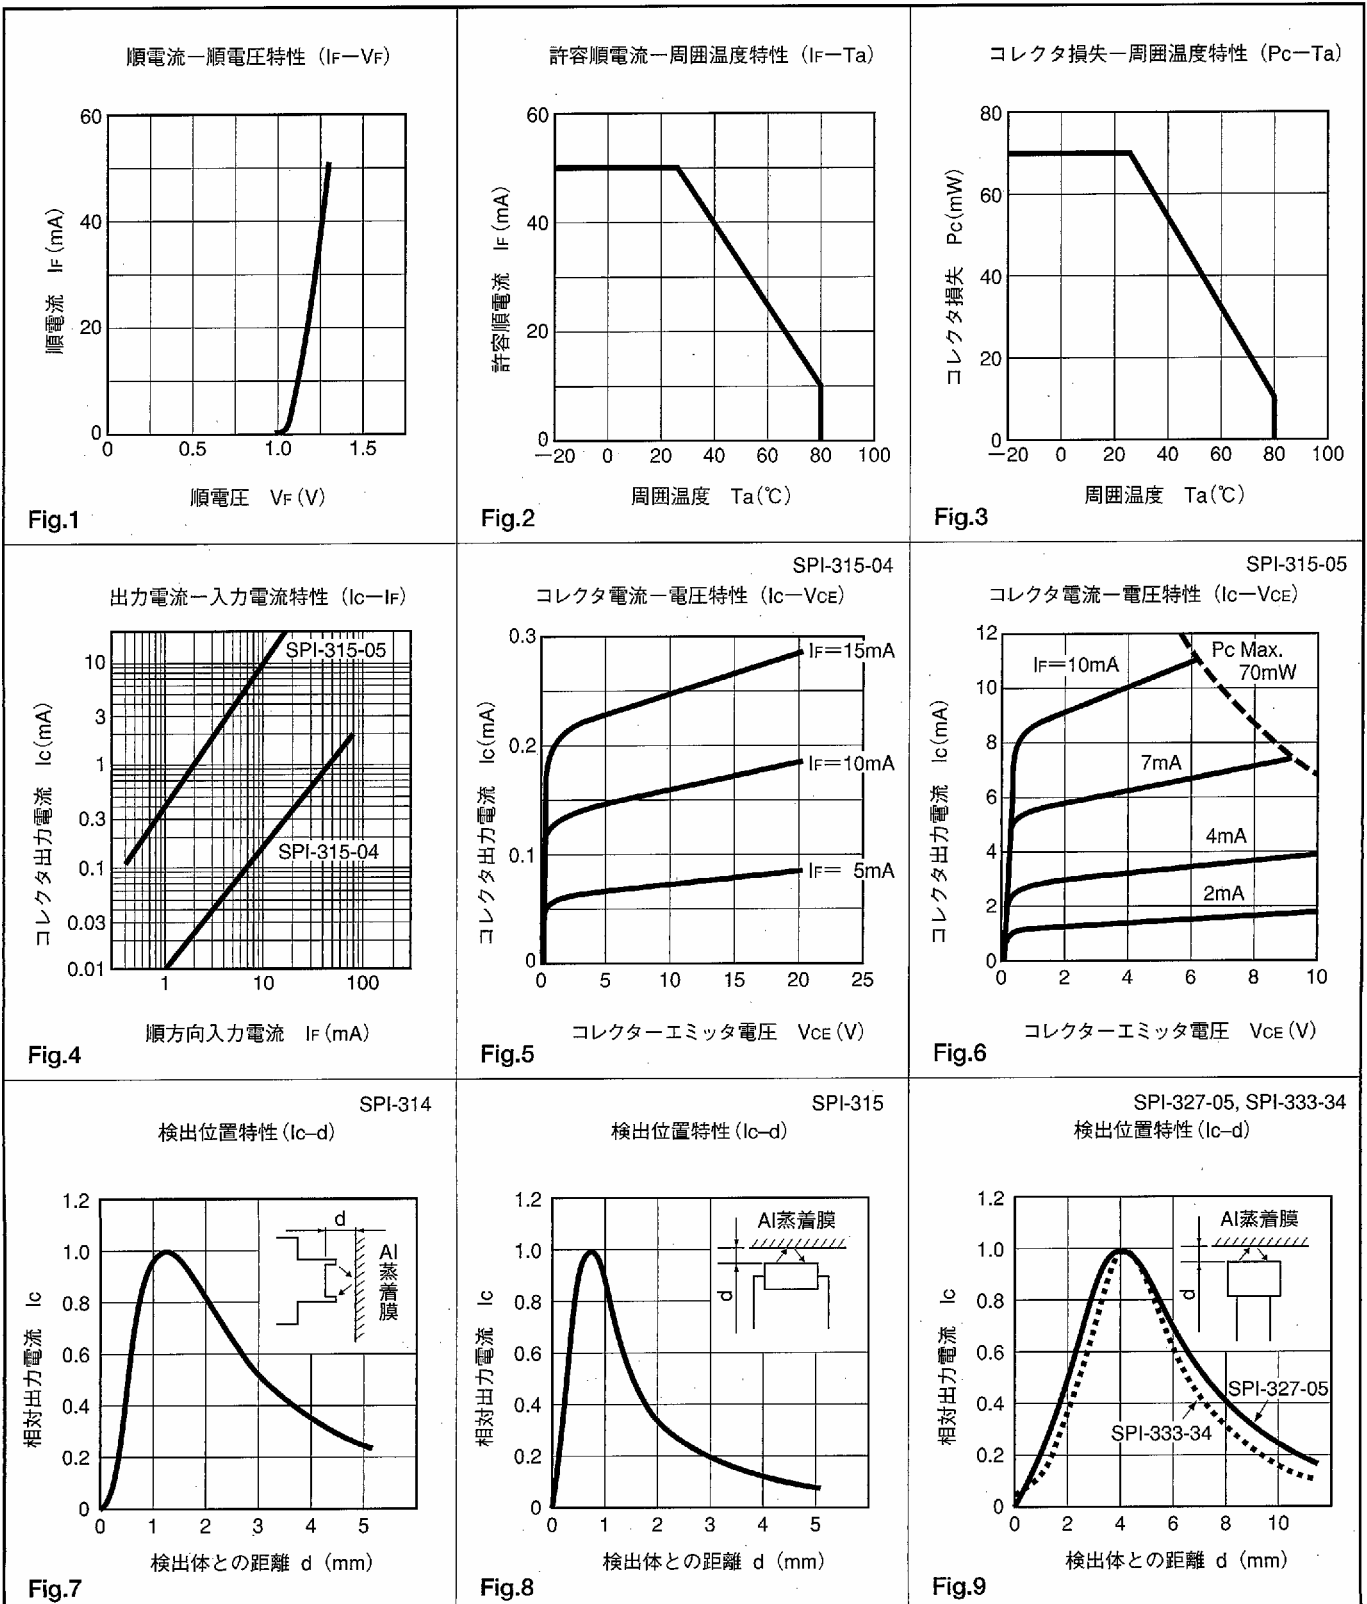 順電流ー順電圧特性 (IF−VF)
60
40
20
0
0
0.5
1.0
1.5
順電流 IF (mA)
順電圧 VF (V)
Fig.1
許容順電流ー周囲温度特性 (IF−Ta)
60
40
20
0
−20
0
20
40
60
80
100
許容順電流 IF (mA)
周囲温度 Ta (℃)
Fig.2
コレクタ損失ー周囲温度特性 (Pc−Ta)
80
60
40
20
0
−20
0
20
40
60
80
100
コレクタ損失 Pc (mW)
周囲温度 Ta (℃)
Fig.3
出力電流ー入力電流特性 (Ic−IF)
SPI-315-05
SPI-315-04
10
3
1
0.3
0.1
0.03
0.01
1
10
100
コレクタ出力電流 Ic (mA)
順方向入力電流 IF (mA)
Fig.4
SPI-315-04
コレクタ電流ー電圧特性 (Ic−VCE)
0.3
0.2
0.1
0
IF=15mA
IF=10mA
IF= 5mA
0
5
10
15
20
25
コレクタ出力電流 Ic (mA)
コレクターエミッタ電圧 VCE (V)
Fig.5
SPI-315-05
コレクタ電流ー電圧特性 (Ic−VCE)
12
10
8
6
4
2
0
IF=10mA
Pc Max.
70mW
7mA
4mA
2mA
0
2
4
6
8
10
コレクタ出力電流 Ic (mA)
コレクターエミッタ電圧 VCE (V)
Fig.6
SPI-314
検出位置特性 (Ic−d)
1.2
1.0
0.8
0.6
0.4
0.2
0
d
Al蒸着膜
0
1
2
3
4
5
相対出力電流 Ic
検出体との距離 d (mm)
Fig.7
SPI-315
検出位置特性 (Ic−d)
1.2
1.0
0.8
0.6
0.4
0.2
0
Al蒸着膜
d
0
1
2
3
4
5
相対出力電流 Ic
検出体との距離 d (mm)
Fig.8
SPI-327-05, SPI-333-34
検出位置特性 (Ic−d)
1.2
1.0
0.8
0.6
0.4
0.2
0
Al蒸着膜
d
SPI-327-05
SPI-333-34
0
2
4
6
8
10
相対出力電流 Ic
検出体との距離 d (mm)
Fig.9